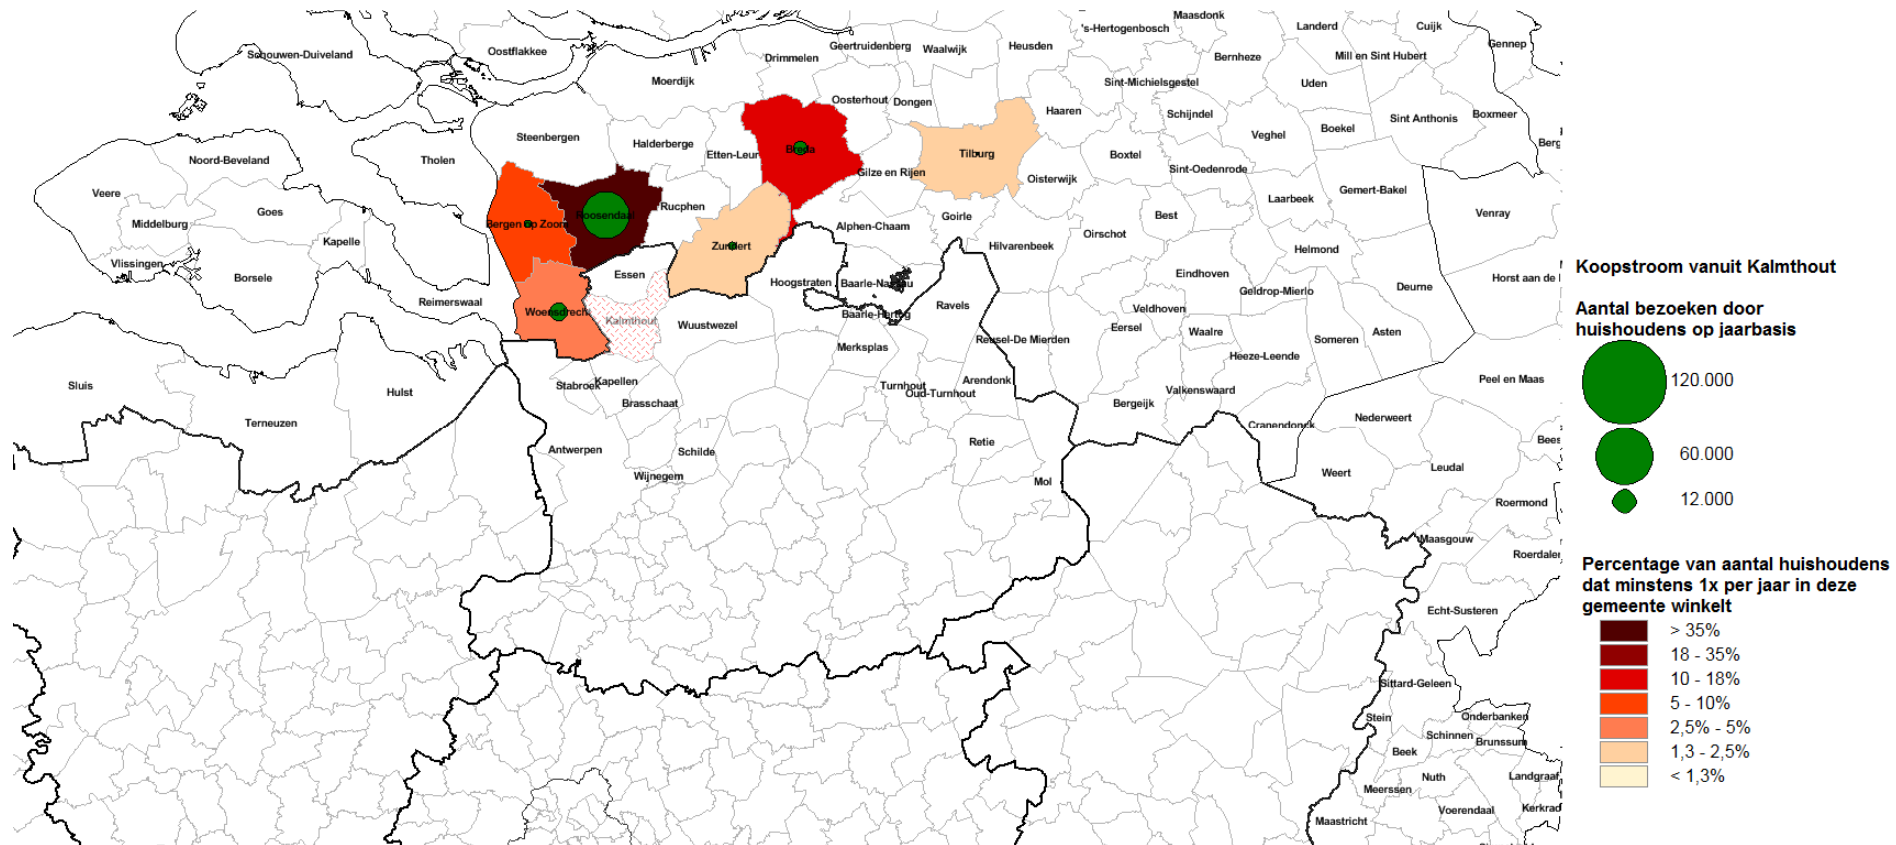 Maasdonk
Landerd
Cuijk
's-Hertogenbosch
Gennep
Schouwen-Duiveland
Oostflakkee
Geertruidenberg
Waalwijk
Heusden
Drimmelen
Bernheze
Mill en Sint Hubert
Moerdijk
Sint-Michielsgestel
Uden
Oosterhout
Dongen
Haaren
Schijndel
Sint Anthonis
Boxmeer
Steenbergen
Halderberge
Veghel
Boekel
Berg
Noord-Beveland
Tholen
Etten-Leur
Breda
Tilburg
Boxtel
Gilze en Rijen
Sint-Oedenrode
Oisterwijk
Gemert-Bakel
Veere
Laarbeek
Goes
Roosendaal
Rucphen
Middelburg
Bergen op Zoom
Alphen-Chaam
Goirle
Best
Venray
Kapelle
Zundert
Hilvarenbeek
Oirschot
Helmond
Vlissingen
Borsele
Essen
Hoogstraten
Baarle-Nassau
Eindhoven
Horst aan de
Geldrop-Mierlo
Deurne
Reimerswaal
Woensdrecht
Kalmthout
Wuustwezel
Baarle-Hertog
Ravels
Veldhoven
Eersel
Waalre
Asten
Someren
Merksplas
Reusel-De Mierden
Heeze-Leende
Sluis
Hulst
Stabroek
Kapellen
Turnhout
Oud-Turnhout
Arendonk
Valkenswaard
Peel en Maas
Brasschaat
Bergeijk
Terneuzen
Cranendonck
Nederweert
Antwerpen
Schilde
Retie
Bees
Wijnegem
Mol
Weert
Leudal
Roermond
Maasgouw
Roerdalen
Echt-Susteren
Sittard-Geleen
Stein
Onderbanken
Schinnen
Brunssum
Beek
Nuth
Landgraaf
Meerssen
Voerendaal
Kerkrad
Maastricht
Koopstroom vanuit Kalmthout
Aantal bezoeken door
huishoudens op jaarbasis
120.000
60.000
12.000
Percentage van aantal huishoudens
dat minstens 1x per jaar in deze
gemeente winkelt
> 35%
18 - 35%
10 - 18%
5 - 10%
2,5% - 5%
1,3 - 2,5%
< 1,3%